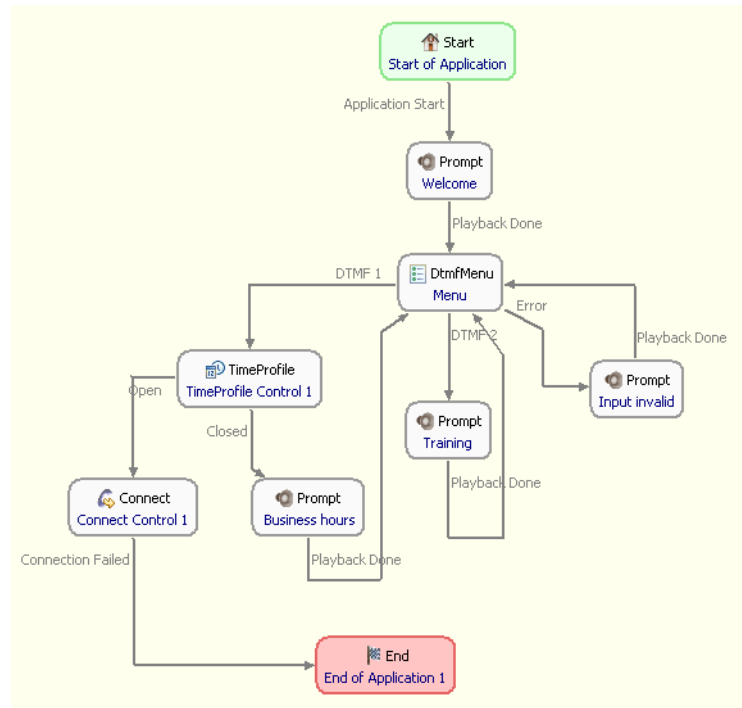 Start
Start of Application
Application Start
Prompt
Welcome
Playback Done
DtmfMenu
Menu
DTMF 1
DTMF 2
Error
Playback Done
TimeProfile
TimeProfile Control 1
Prompt
Input invalid
Open
Closed
Prompt
Training
Playback Done
Connect
Connect Control 1
Prompt
Business hours
Connection Failed
Playback Done
End
End of Application 1